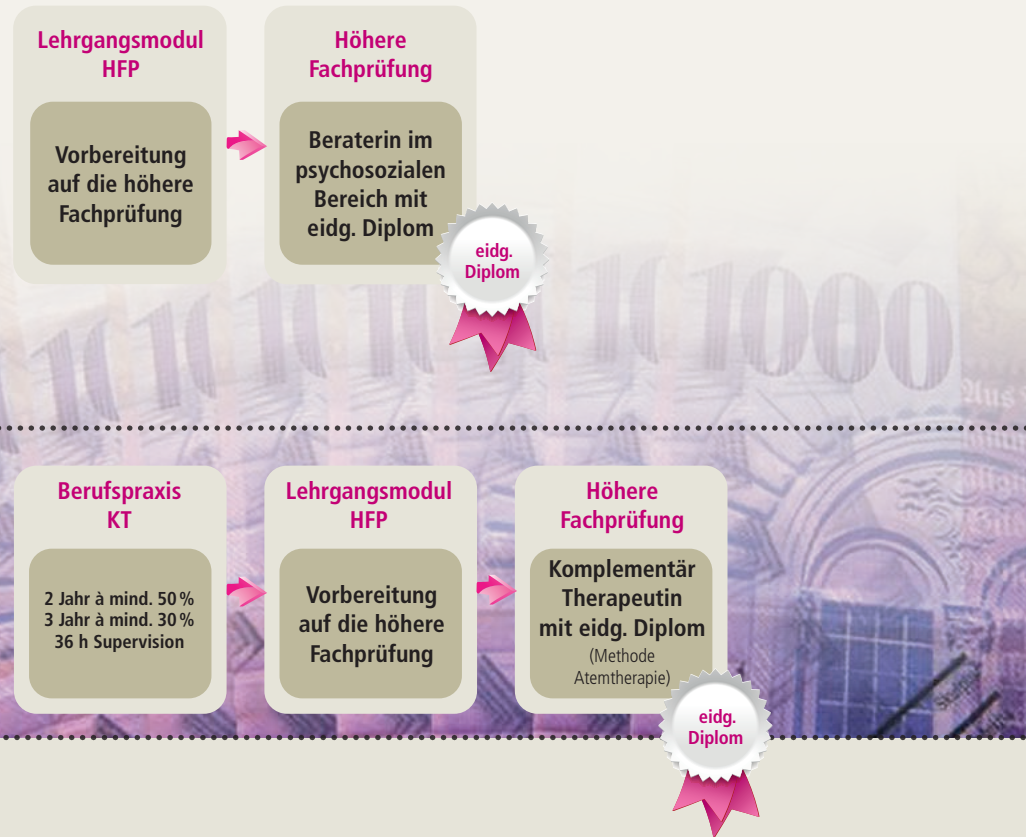 Lehrgangsmodul
HFP
Vorbereitung
auf die höhere
Fachprüfung
Höhere
Fachprüfung
Beraterin im
psychosozialen
Bereich mit
eidg. Diplom
eidg.
Diplom
1000
Berufspraxis
KT
2 Jahr à mind. 50 %
3 Jahr à mind. 30 %
36 h Supervision
Lehrgangsmodul
HFP
Vorbereitung
auf die höhere
Fachprüfung
Höhere
Fachprüfung
Komplementär
Therapeutin
mit eidg. Diplom
(Methode
Atemtherapie)
eidg.
Diplom